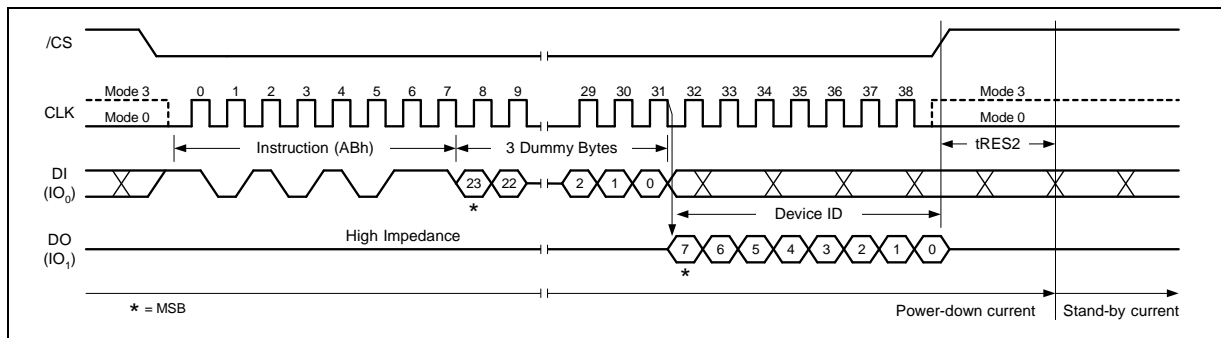 /CS
Mode 3 0 1 2 3 4 5 6 7 8 9 29 30 31 32 33 34 35 36 37 38 Mode 3
CLK Mode 0 Mode 0
Instruction (ABh) 3 Dummy Bytes tRES2
DI
(IO0)
23 22 2 1 0
*
Device ID
DO
(IO1)
High Impedance
7 6 5 4 3 2 1 0
*
* = MSB
Power-down current Stand-by current